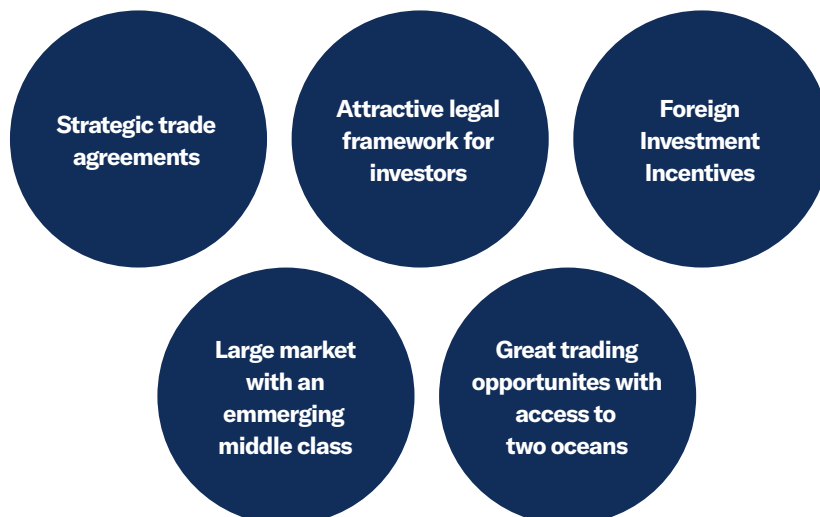 Strategic trade
agreements
Attractive legal
framework for
investors
Foreign
Investment
Incentives
Large market
with an
emmerging
middle class
Great trading
opportunites with
access to
two oceans